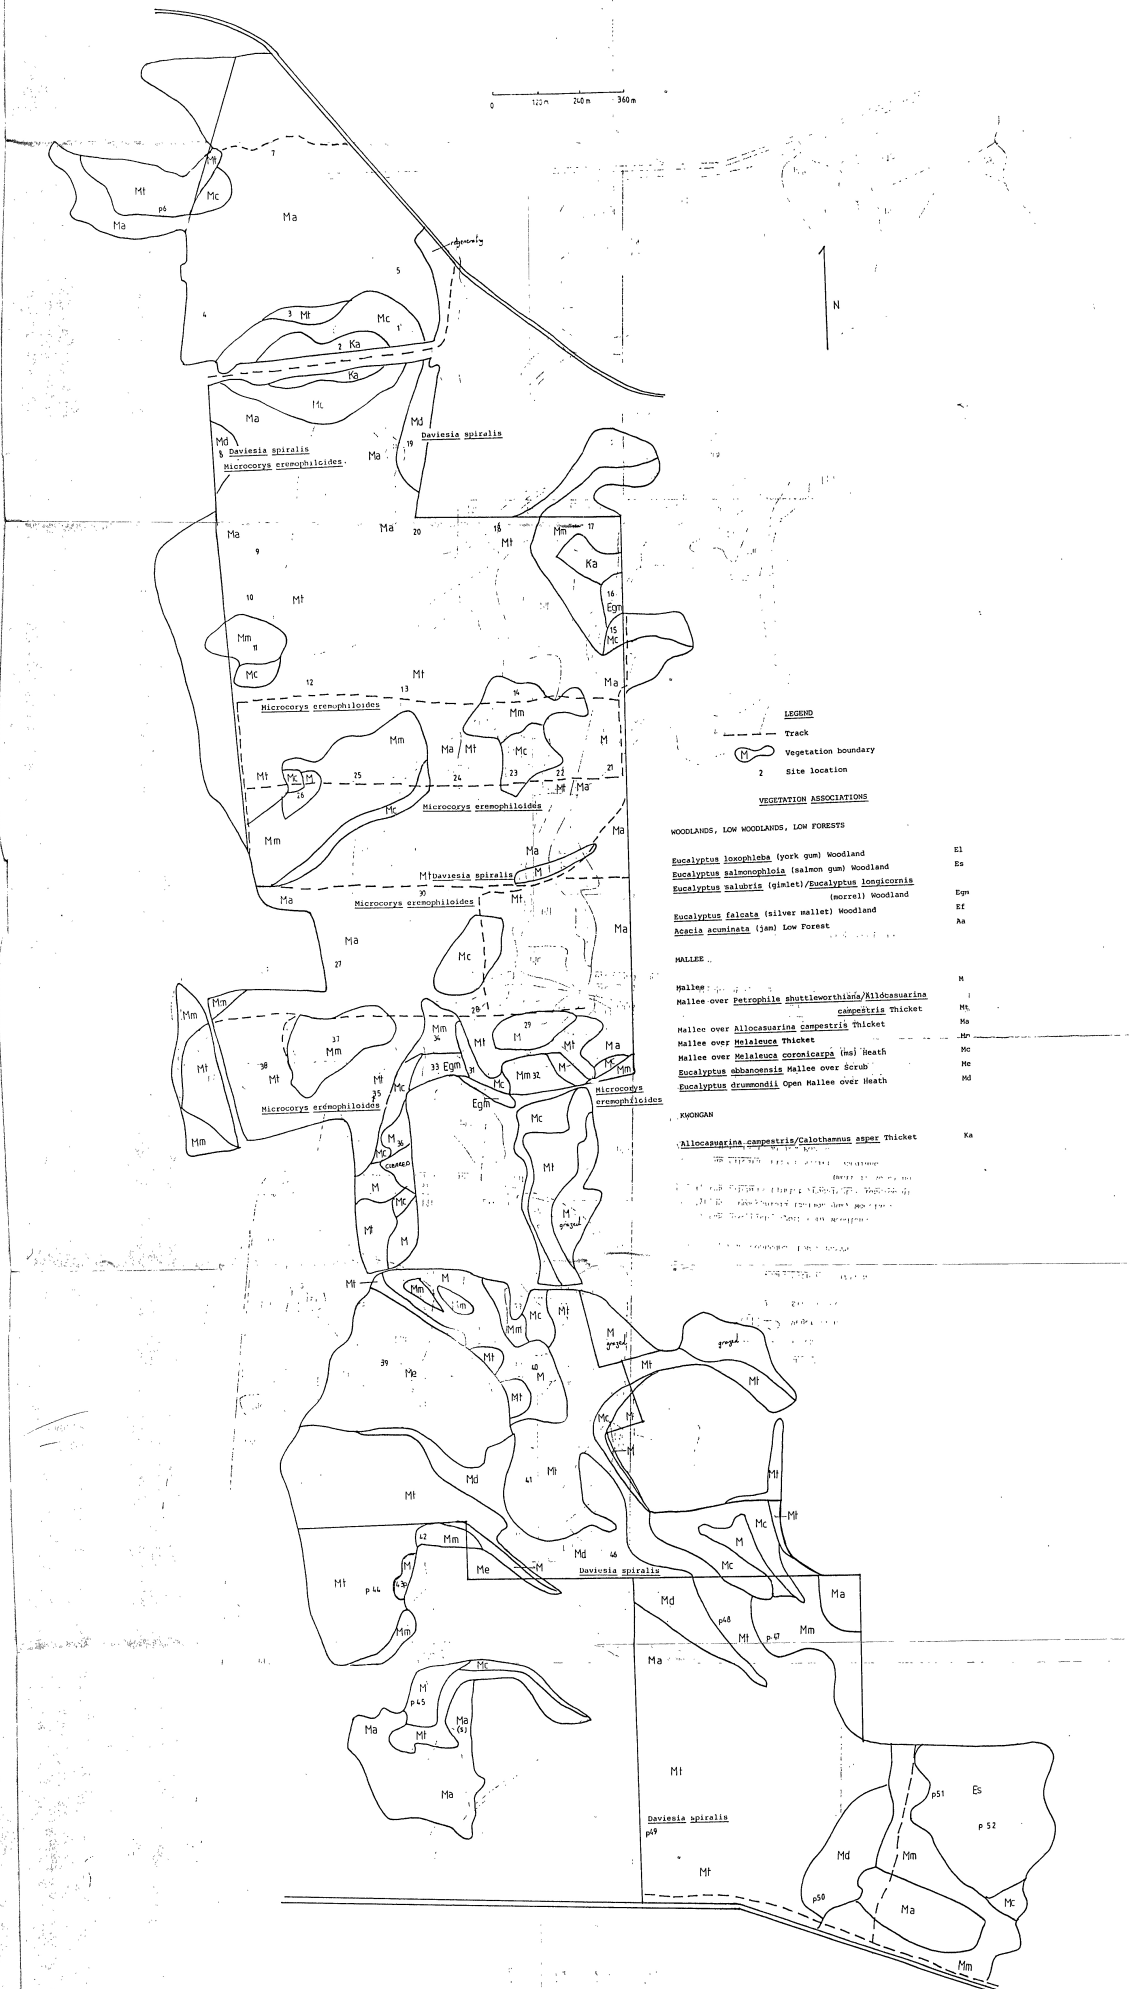 0 120m 240m 360m
7
Mt
Mt
Mc
p6
Ma
Ma
regenerating
5
N
4
3 Mt
Mc
1
2 Ka
Ka
Mc
Ma
Md
Md
8 Daviesia spiralis
Microcorys eremophiloides
19 Daviesia spiralis
Ma
Ma
Ma
20
18
Mt
Mm 17
9
Ka
10
Mt
16
Egm
15
Mc
Mm
11
Mc
Mt
Ma
12
13
14
Microcorys eremophiloides
Mm
Mm
Ma Mt
Mc
M
Mt
Mc M
26
25
24
23
22
21
Mt Ma
Mc
Microcorys eremophiloides
Mm
Ma
Ma
Mt Daviesia spiralis
M
30
Ma
Microcorys eremophiloides
Mt
Ma
Ma
27
Mc
28
Mm
Mm
37
Mm
Mm
34
Mt
29
M
Mt
Ma
Mt
38
Mt
Mt
35
Mc
33 Egm
31
Mc
Mm 32
M
Mc
Mm
Microcorys eremophiloides
Egm
Microcorys
eremophiloides
Mm
Mc
M 36
Mc
CLEARED
Mt
M
Mc
M
grazed
Mt
M
Mt
M
Mm
Mm
Mm
Mc
Mt
M
grazed
grazed
39
Me
Mt
40
M
Mt
Mt
Mt
Mc
Mt
M
Md
41
Mt
Mt
Mt
Mt
Mc
M
42
Mm
Md
46
Mc
Me
M
Daviesia spiralis
M
Mt
p 44
43p
Ma
Md
p48
Mt
p 47
Mm
Mm
Ma
Mc
M
p45
Ma
Mt
Ma
(s)
Ma
Mt
Daviesia spiralis
p49
p51
Es
p 52
Md
Mm
Mt
p50
Ma
Mc
Mm
LEGEND
Track
M Vegetation boundary
2 Site location
VEGETATION ASSOCIATIONS
WOODLANDS, LOW WOODLANDS, LOW FORESTS
Eucalyptus loxophleba (york gum) Woodland El
Eucalyptus salmonophloia (salmon gum) Woodland Es
Eucalyptus salubris (gimlet)/Eucalyptus longicornis
(morrel) Woodland Egm
Eucalyptus falcata (silver mallet) Woodland Ef
Acacia acuminata (jam) Low Forest Aa
MALLEE
Mallee M
Mallee over Petrophile shuttleworthiana/Allocasuarina
campestris Thicket Mt
Mallee over Allocasuarina campestris Thicket Ma
Mallee over Melaleuca Thicket Mm
Mallee over Melaleuca coronicarpa (ms) Heath Mc
Eucalyptus ebbanoensis Mallee over Scrub Me
Eucalyptus drummondii Open Mallee over Heath Md
KWONGAN
Allocasuarina campestris/Calothamnus asper Thicket Ka